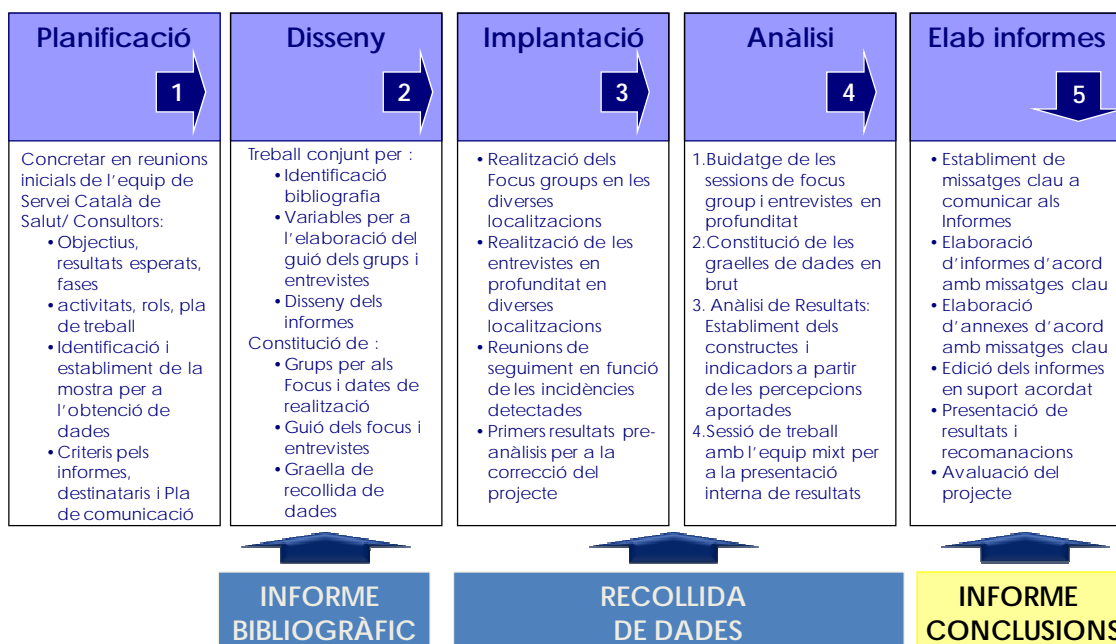 Planificació
1
Concretar en reunions
inicials de l'equip de
Servei Català de
Salut/ Consultors:
• Objectius,
resultats esperats,
fases
• activitats, rols, pla
de treball
• Identificació i
establiment de la
mostra per a
l'obtenció de
dades
• Criteris pels
informes,
destinataris i Pla
de comunicació
Disseny
2
Treball conjunt per :
• Identificació
bibliografia
• Variables per a
l'elaboració del
guió dels grups i
entrevistes
• Disseny dels
informes
Constitució de :
• Grups per als
Focus i dates de
realització
• Guió dels focus i
entrevistes
• Graella de
recollida de
dades
Implantació
3
• Realització dels
Focus groups en les
diverses
localitzacions
• Realització de les
entrevistes en
profunditat en
diverses
localitzacions
• Reunions de
seguiment en funció
de les incidències
detectades
• Primers resultats pre-
anàlisis per a la
correcció del
projecte
Anàlisi
4
1.Buidatge de les
sessions de focus
group i entrevistes en
profunditat
2.Constitució de les
graelles de dades en
brut
3. Anàlisi de Resultats:
Establiment dels
constructes i
indicadors a partir
de les percepcions
aportades
4.Sessió de treball
amb l'equip mixt per
a la presentació
interna de resultats
Elab informes
5
• Establiment de
missatges clau a
comunicar als
Informes
• Elaboració
d'informes d'acord
amb missatges clau
• Elaboració
d'annexes d'acord
amb missatges clau
• Edició dels informes
en suport acordat
• Presentació de
resultats i
recomanacions
• Avaluació del
projecte
INFORME
BIBLIOGRÀFIC
RECOLLIDA
DE DADES
INFORME
CONCLUSIONS